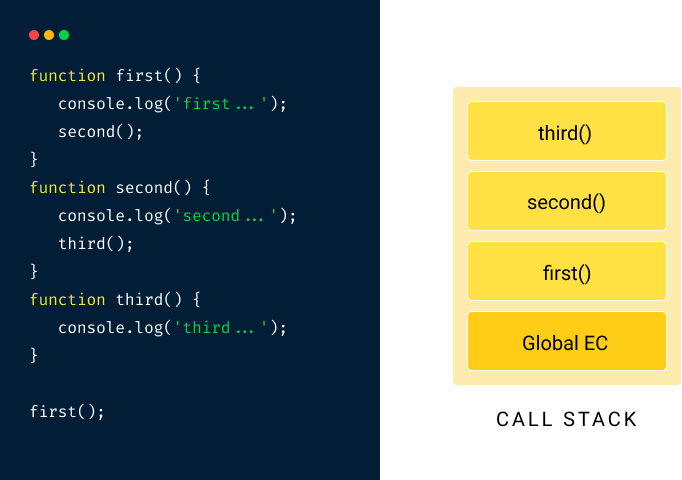 function first() {
console.log('first...');
second();
}
function second() {
console.log('second...');
third();
}
function third() {
console.log('third...');
}
first();
third()
second()
first()
Global EC
CALL STACK